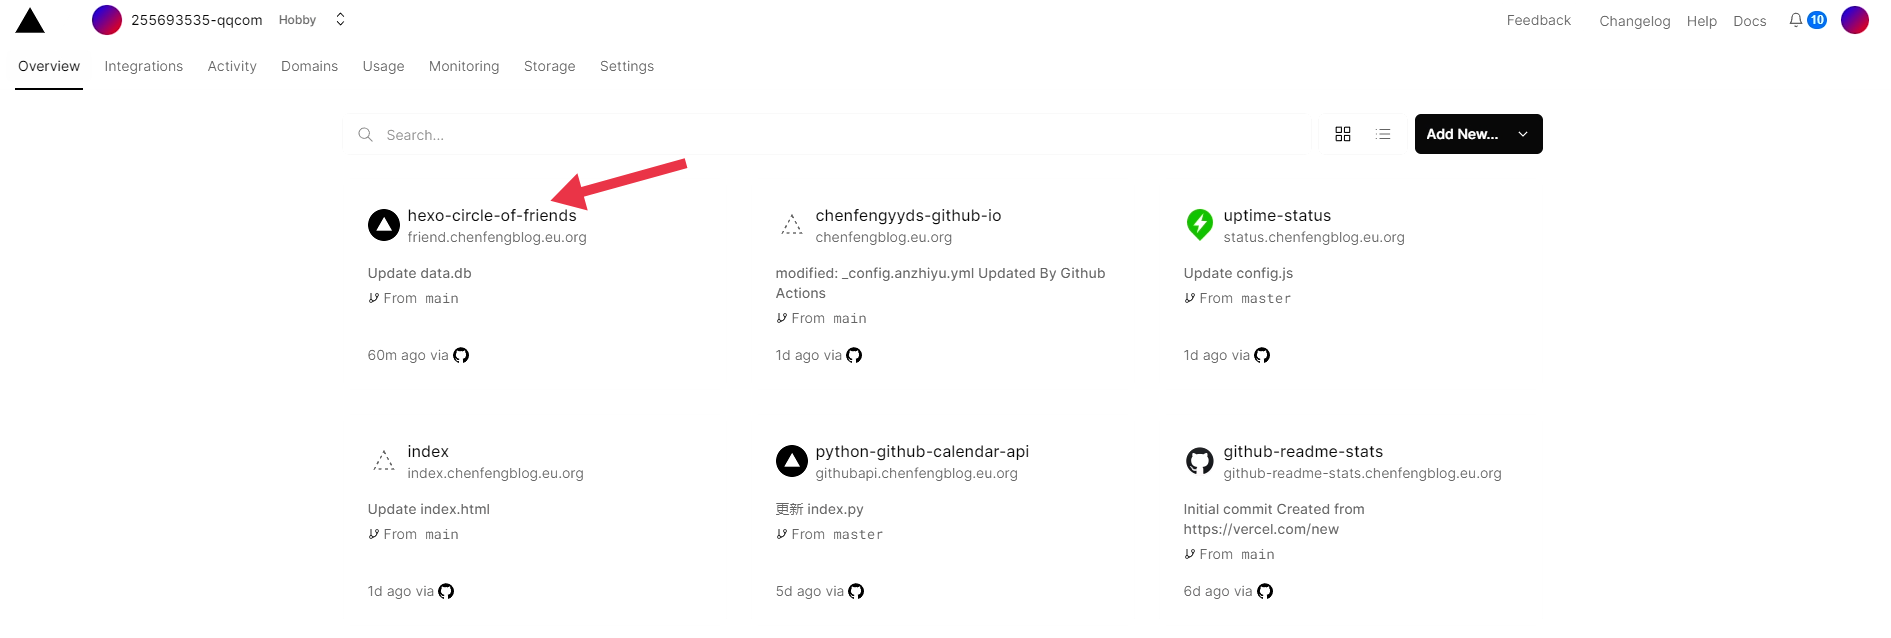 255693535-qqcom Hobby Feedback Changelog Help Docs 10
Overview Integrations Activity Domains Usage Monitoring Storage Settings
Search... Add New...
hexo-circle-of-friends
friend.chenfengblog.eu.org
Update data.db
From main
60m ago via
chenfengyyds-github-io
chenfengblog.eu.org
modified: _config.anzhiyu.yml Updated By Github
Actions
From main
1d ago via
uptime-status
status.chenfengblog.eu.org
Update config.js
From master
1d ago via
index
index.chenfengblog.eu.org
Update index.html
From main
1d ago via
python-github-calendar-api
githubapi.chenfengblog.eu.org
更新 index.py
From master
5d ago via
github-readme-stats
github-readme-stats.chenfengblog.eu.org
Initial commit Created from
https://vercel.com/new
From main
6d ago via